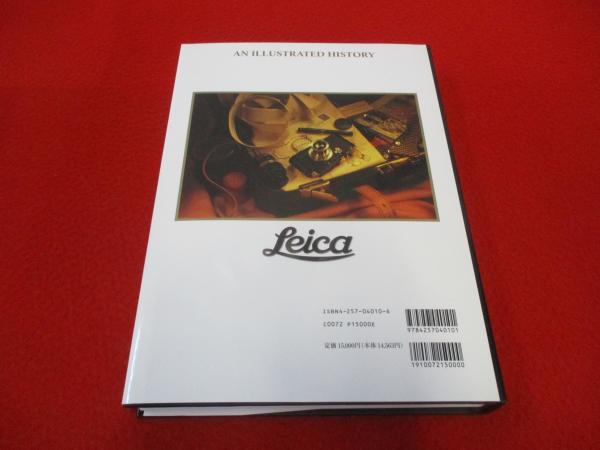 AN ILLUSTRATED HISTORY
Leica
ISBN4-257-04010-6
C0072 P15000E
定価15,000円(本体14,563円)
9784257040101
1910072150000